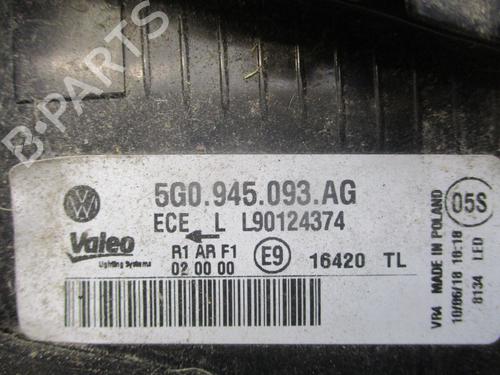 B-PARTS
5G0.945.093.AG
ECE L L90124374
Valeo
Lighting Systems
R1 AR F1
02 00 00
E9
16420 TL
VR4 MADE IN POLAND
10/06/18 18:18
8134 LED
05S